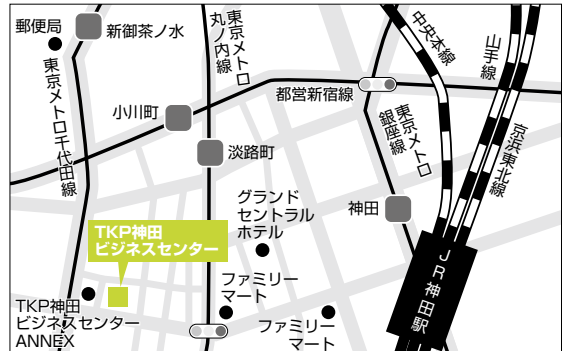 郵便局
新御茶ノ水
東京メトロ
丸ノ内線
中央本線
山手線
東京メトロ千代田線
小川町
都営新宿線
淡路町
東京メトロ
銀座線
京浜東北線
神田
グランド
セントラル
ホテル
TKP神田
ビジネスセンター
JR神田駅
ファミリー
マート
TKP神田
ビジネスセンター
ANNEX
ファミリー
マート